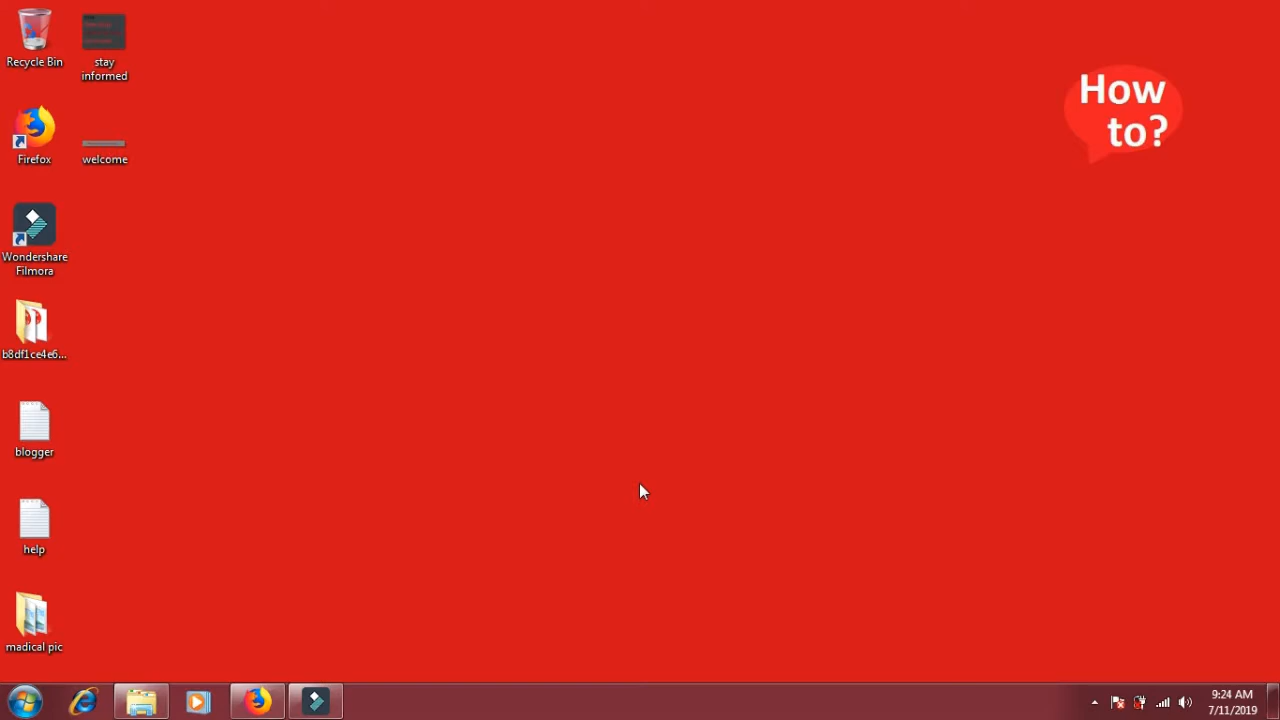 Recycle Bin
stay
informed
How
to?
Firefox
welcome
Wondershare
Filmora
b8df1ce4e6...
blogger
help
madical pic
9:24 AM
7/11/2019